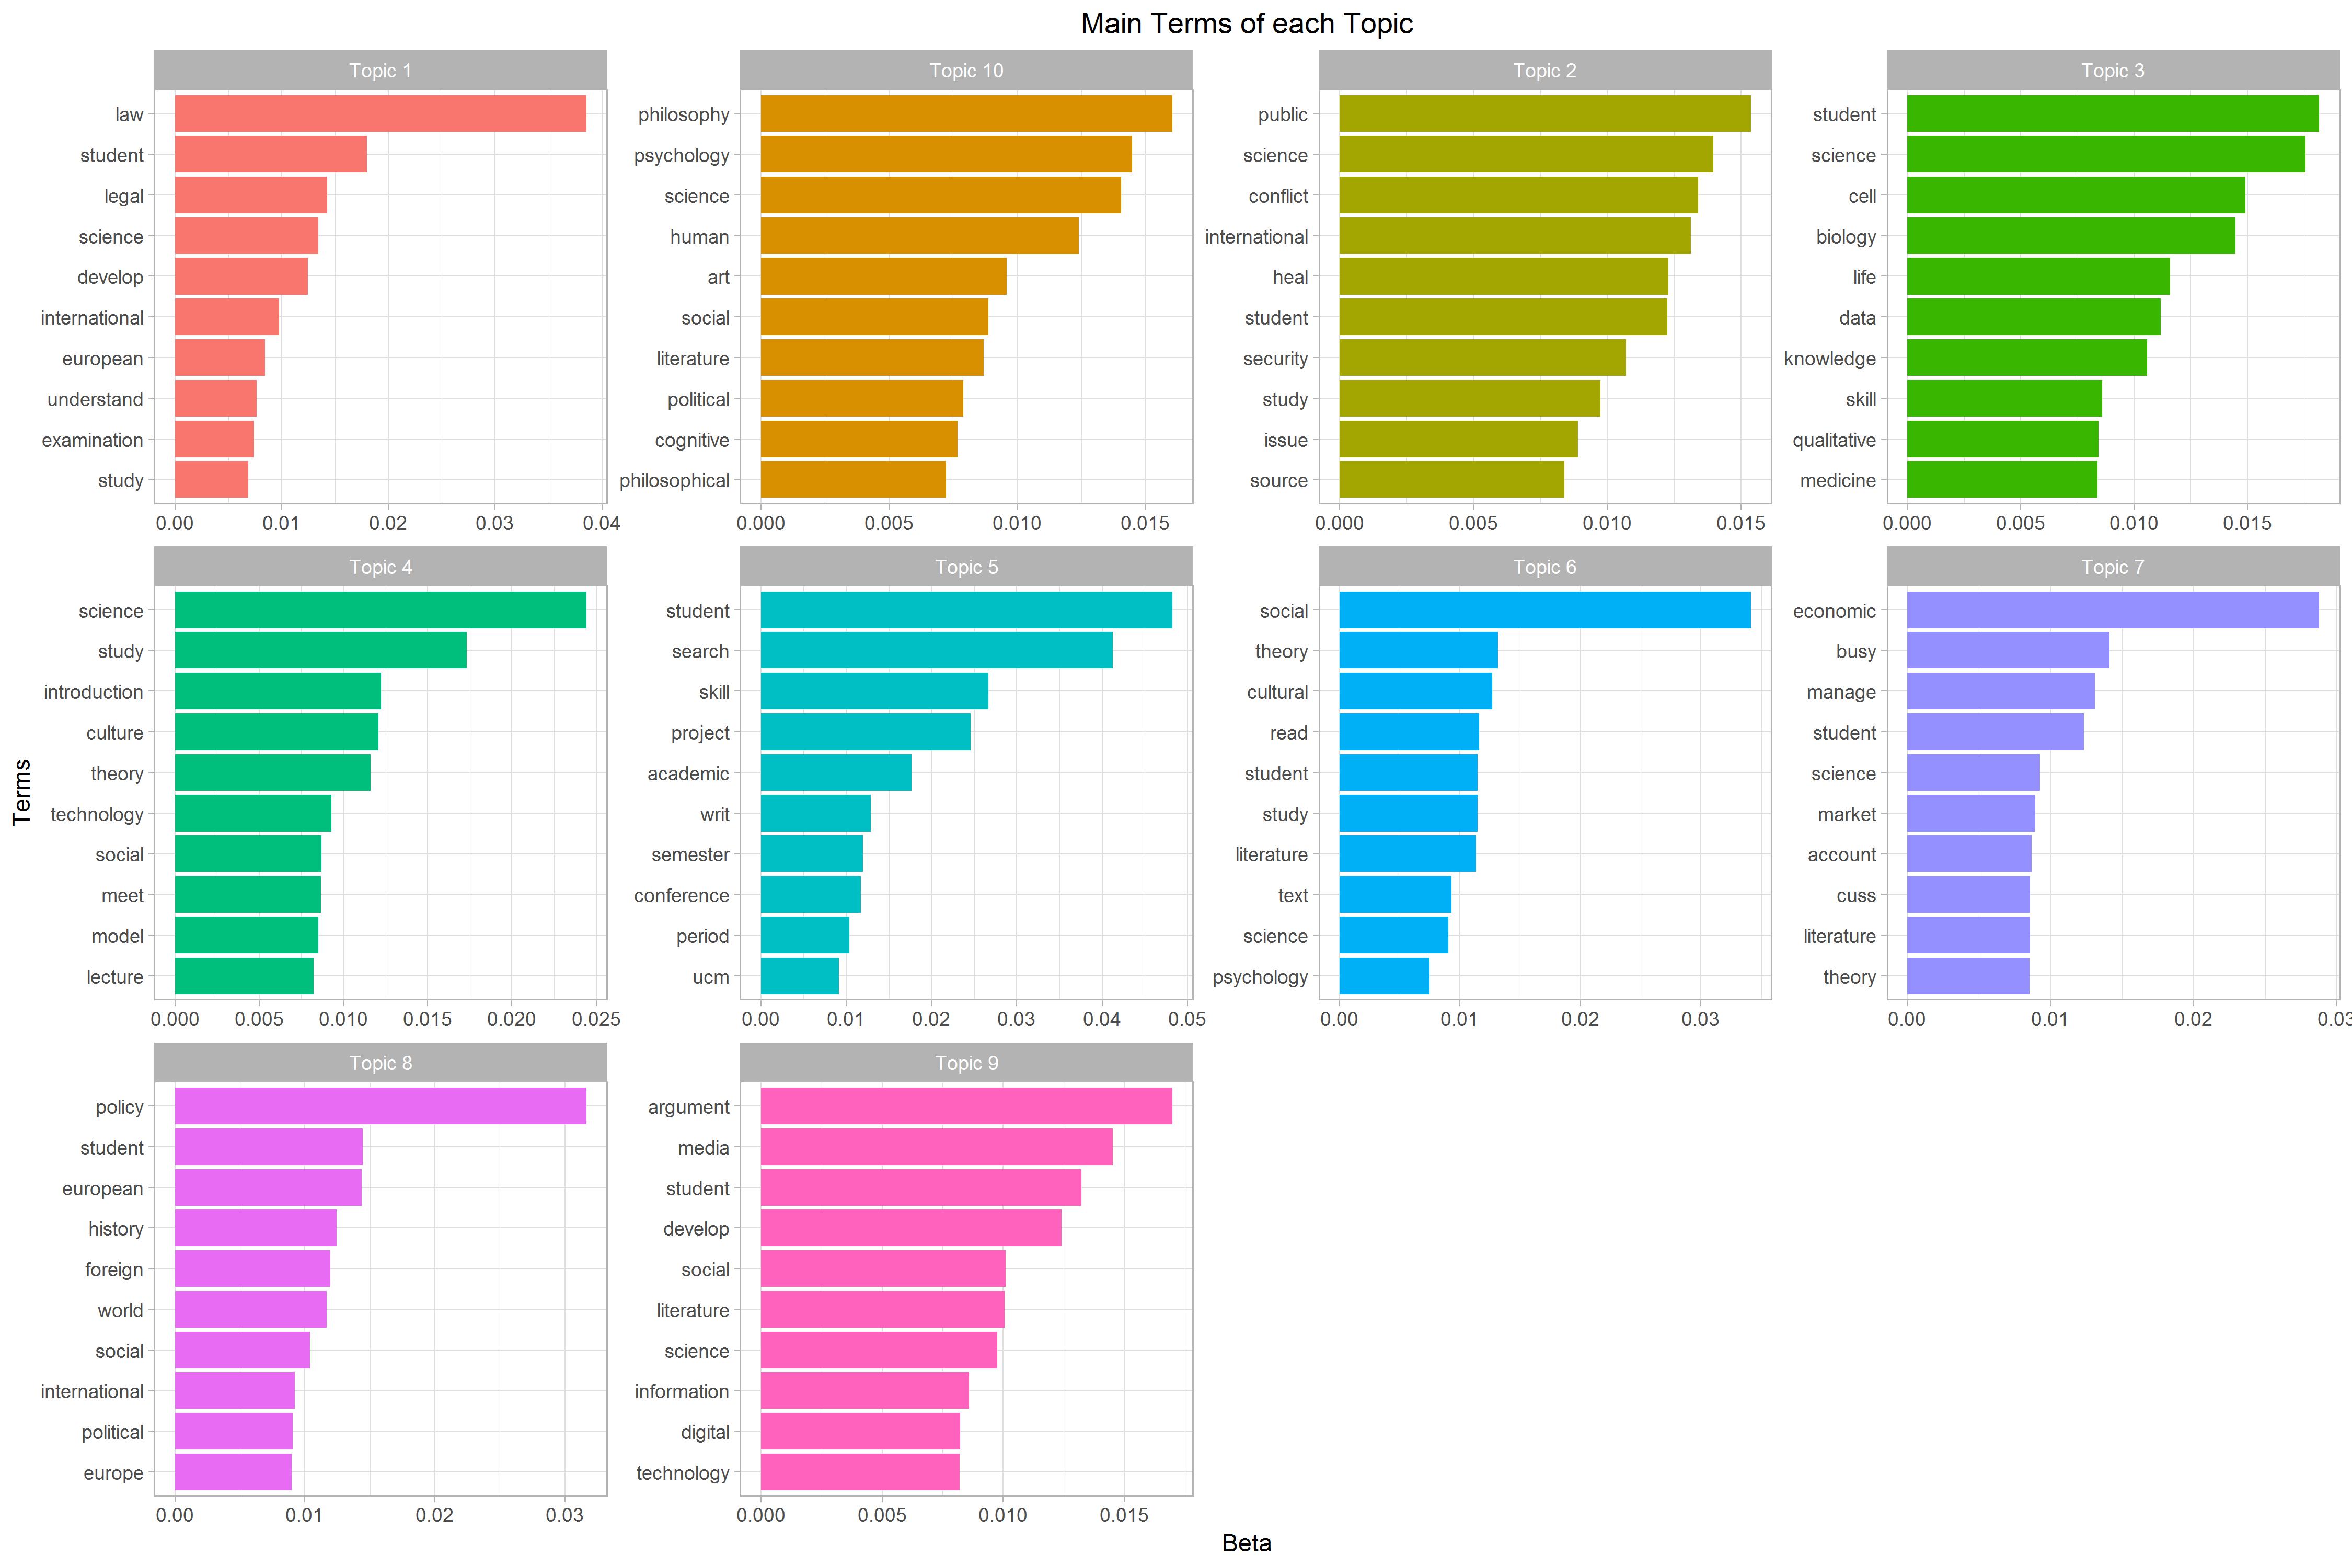 Main Terms of each Topic
Topic 1
law
student
legal
science
develop
international
european
understand
examination
study
0.00 0.01 0.02 0.03 0.04
Topic 10
philosophy
psychology
science
human
art
social
literature
political
cognitive
philosophical
0.000 0.005 0.010 0.015
Topic 2
public
science
conflict
international
heal
student
security
study
issue
source
0.000 0.005 0.010 0.015
Topic 3
student
science
cell
biology
life
data
knowledge
skill
qualitative
medicine
0.000 0.005 0.010 0.015
Topic 4
science
study
introduction
culture
theory
technology
social
meet
model
lecture
0.000 0.005 0.010 0.015 0.020 0.025
Topic 5
student
search
skill
project
academic
writ
semester
conference
period
ucm
0.00 0.01 0.02 0.03 0.04 0.05
Topic 6
social
theory
cultural
read
student
study
literature
text
science
psychology
0.00 0.01 0.02 0.03
Topic 7
economic
busy
manage
student
science
market
account
cuss
literature
theory
0.00 0.01 0.02 0.03
Topic 8
policy
student
european
history
foreign
world
social
international
political
europe
0.00 0.01 0.02 0.03
Topic 9
argument
media
student
develop
social
literature
science
information
digital
technology
0.000 0.005 0.010 0.015
Terms
Beta